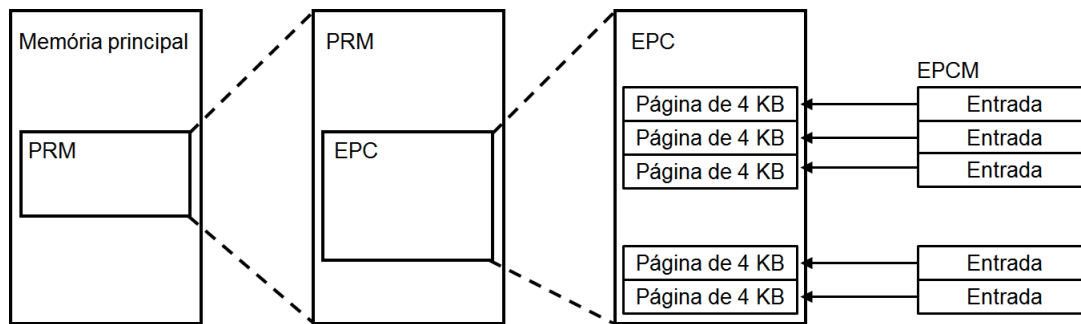 Memória principal
PRM
PRM
EPC
EPC
Página de 4 KB
Página de 4 KB
Página de 4 KB
Página de 4 KB
Página de 4 KB
EPCM
Entrada
Entrada
Entrada
Entrada
Entrada